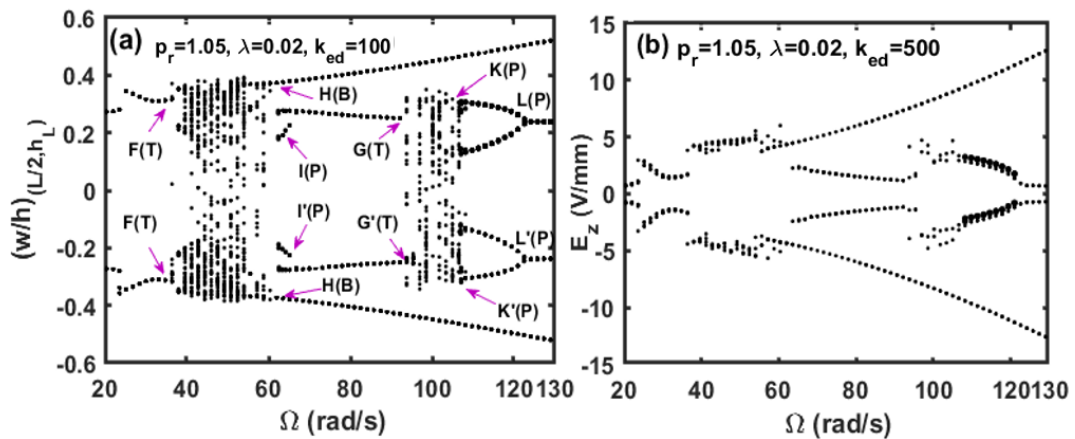 (a) pᵣ=1.05, λ=0.02, kₑd=100
0.6
0.4
0.2
0
-0.2
-0.4
-0.6
(w/h)(L/2,h_L)
F(T)
F(T)
H(B)
I(P)
I'(P)
H(B)
G(T)
G'(T)
K(P)
L(P)
L'(P)
K'(P)
20 40 60 80 100 120 130
Ω (rad/s)
(b) pᵣ=1.05, λ=0.02, kₑd=500
15
10
5
0
-5
-10
-15
E_z(V/mm)
20 40 60 80 100 120 130
Ω (rad/s)